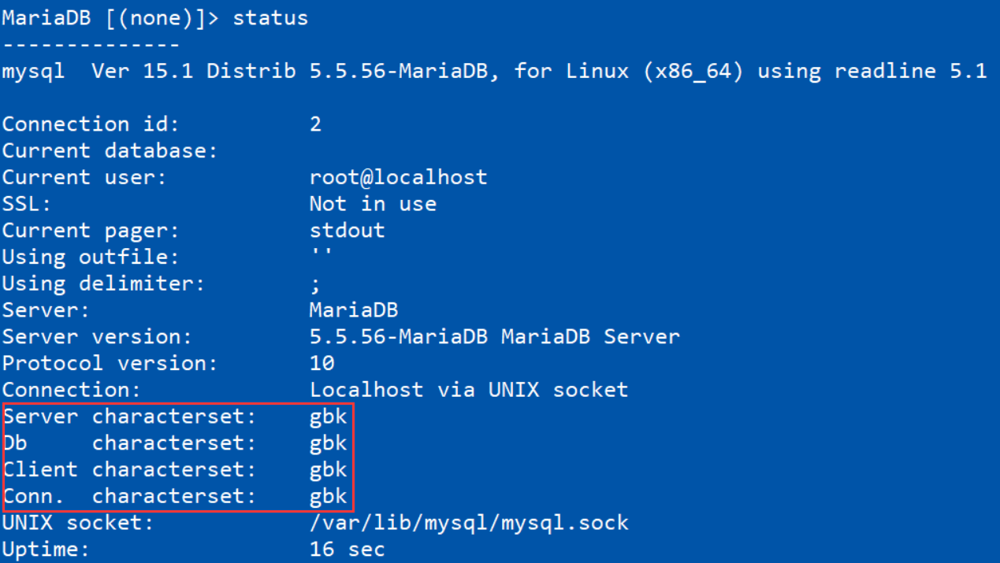 MariaDB [(none)]> status
--------------
mysql  Ver 15.1 Distrib 5.5.56-MariaDB, for Linux (x86_64) using readline 5.1

Connection id:          2
Current database:
Current user:           root@localhost
SSL:                    Not in use
Current pager:          stdout
Using outfile:          ''
Using delimiter:        ;
Server:                 MariaDB
Server version:         5.5.56-MariaDB MariaDB Server
Protocol version:       10
Connection:             Localhost via UNIX socket
Server characterset:    gbk
Db     characterset:    gbk
Client characterset:    gbk
Conn.  characterset:    gbk
UNIX socket:            /var/lib/mysql/mysql.sock
Uptime:                 16 sec